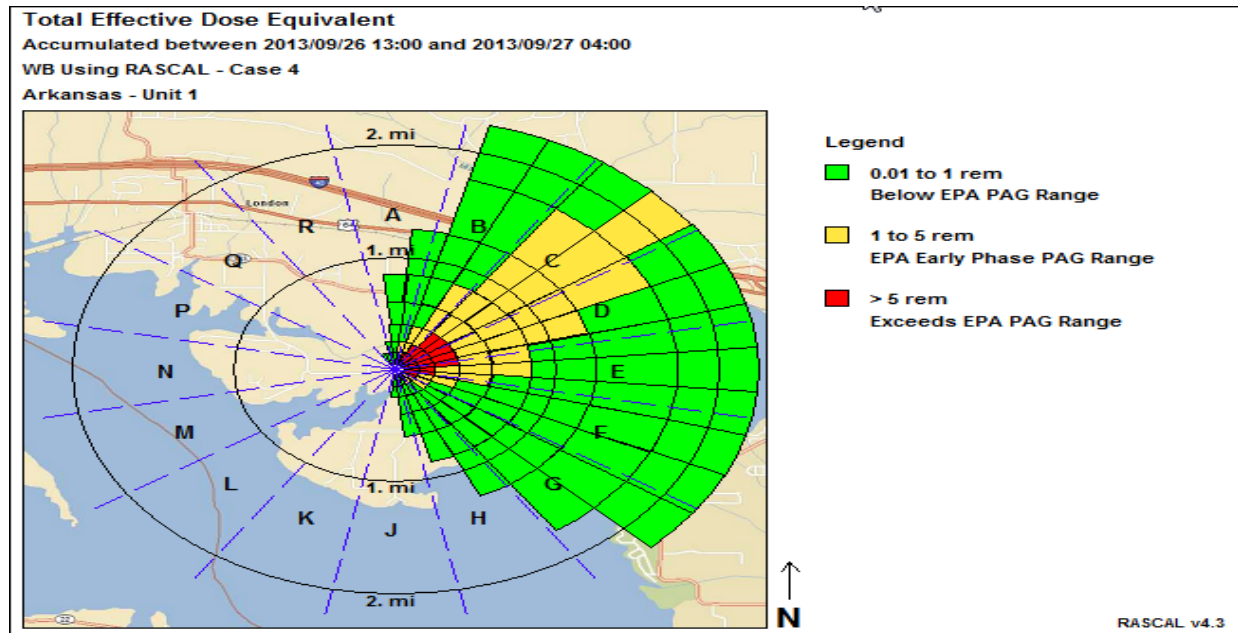 Total Effective Dose Equivalent
Accumulated between 2013/09/26 13:00 and 2013/09/27 04:00
WB Using RASCAL - Case 4
Arkansas - Unit 1
2. mi
London
R
A
B
Q
1. mi
C
P
D
N
E
M
F
L
1. mi
G
K
J
H
2. mi
22
Legend
0.01 to 1 rem
Below EPA PAG Range
1 to 5 rem
EPA Early Phase PAG Range
> 5 rem
Exceeds EPA PAG Range
N
RASCAL v4.3